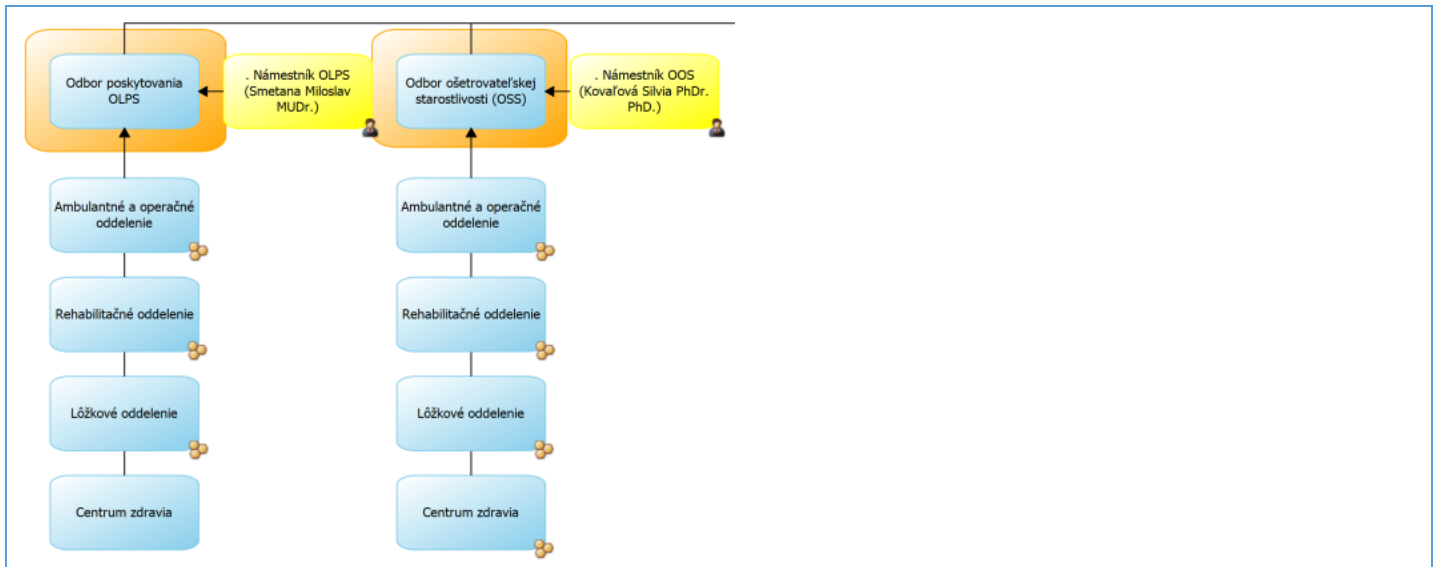 Odbor poskytovania
OLPS
. Námestník OLPS
(Smetana Miloslav
MUDr.)
Odbor ošetrovateľskej
starostlivosti (OSS)
. Námestník OOS
(Kovaľová Silvia PhDr.
PhD.)
Ambulantné a operačné
oddelenie
Ambulantné a operačné
oddelenie
Rehabilitačné oddelenie
Rehabilitačné oddelenie
Lôžkové oddelenie
Lôžkové oddelenie
Centrum zdravia
Centrum zdravia